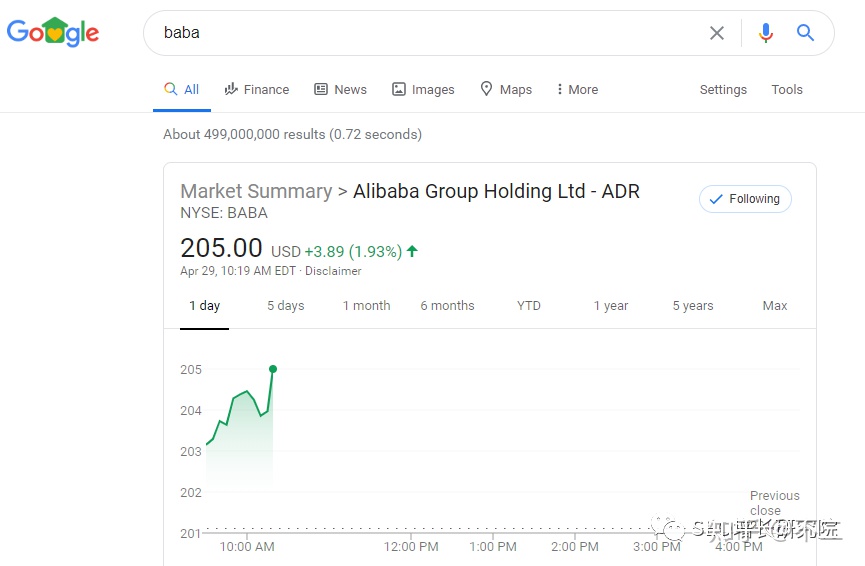 Google
baba
All Finance News Images Maps More Settings Tools
About 499,000,000 results (0.72 seconds)
Market Summary > Alibaba Group Holding Ltd - ADR
Following
NYSE: BABA
205.00 USD +3.89 (1.93%)
Apr 29, 10:19 AM EDT · Disclaimer
1 day 5 days 1 month 6 months YTD 1 year 5 years Max
205
204
203
202
Previous
close
201
10:00 AM 12:00 PM 1:00 PM 2:00 PM 3:00 PM 4:00 PM